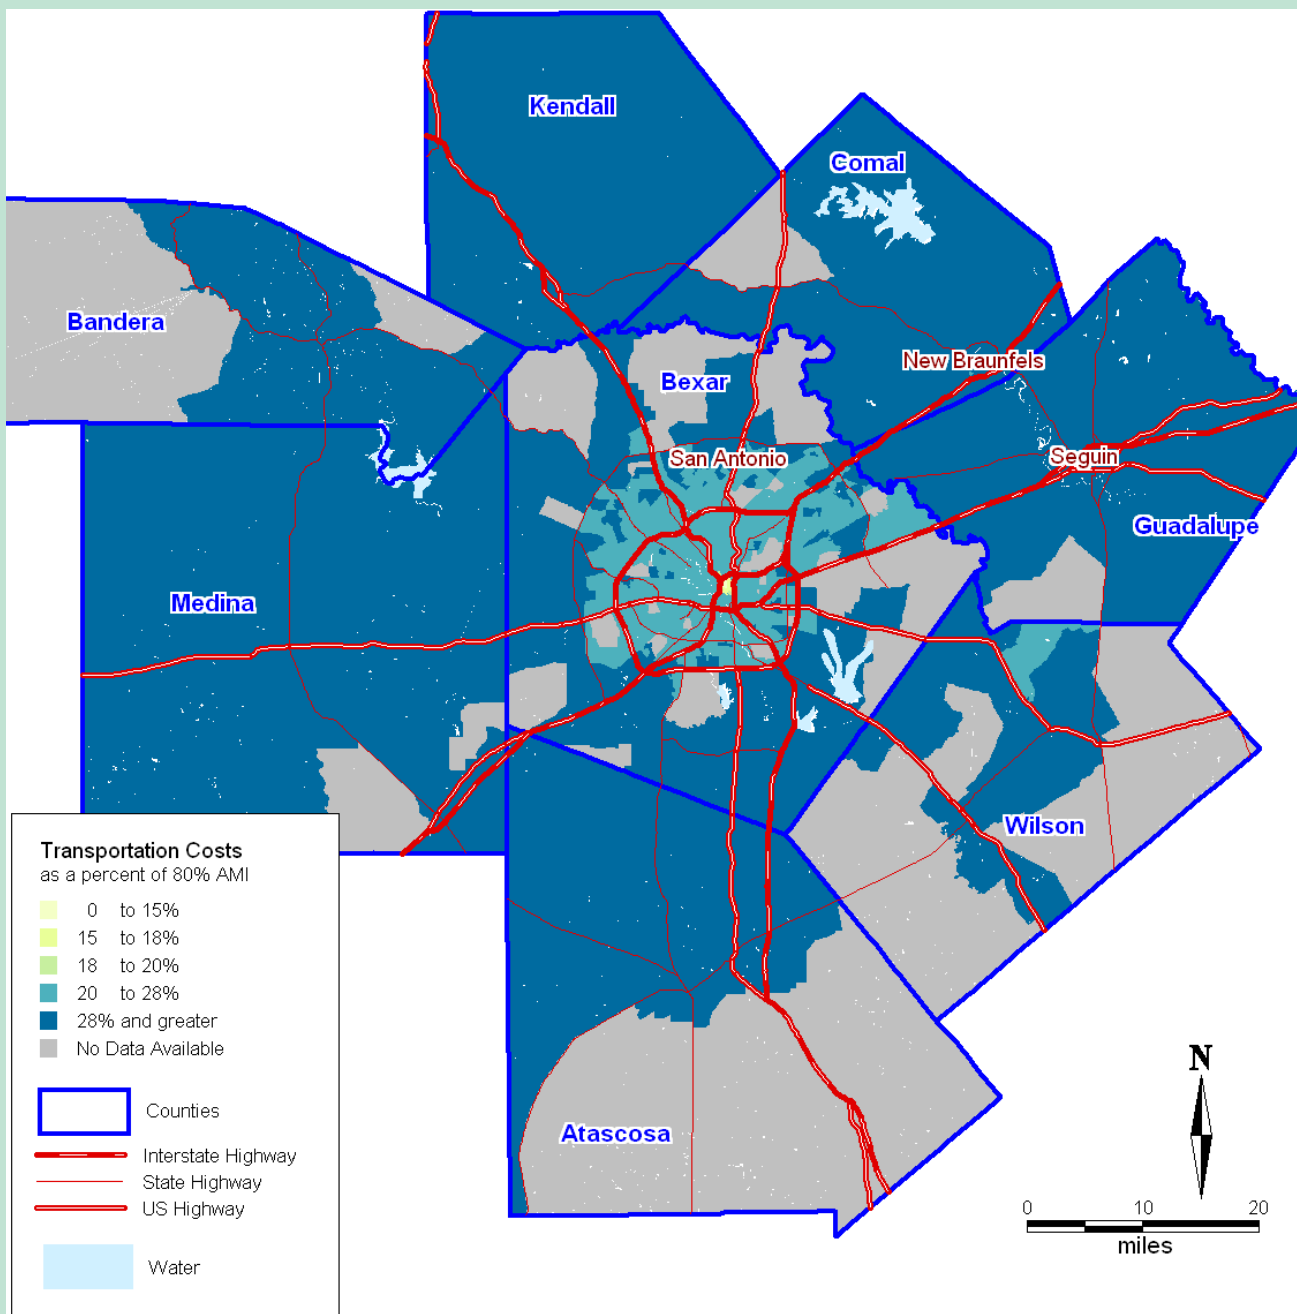 Kendall
Comal
Bandera
New Braunfels
Bexar
San Antonio
Seguin
Guadalupe
Medina
Wilson
Atascosa
Transportation Costs
as a percent of 80% AMI
0 to 15%
15 to 18%
18 to 20%
20 to 28%
28% and greater
No Data Available
Counties
Interstate Highway
State Highway
US Highway
Water
N
0 10 20
miles